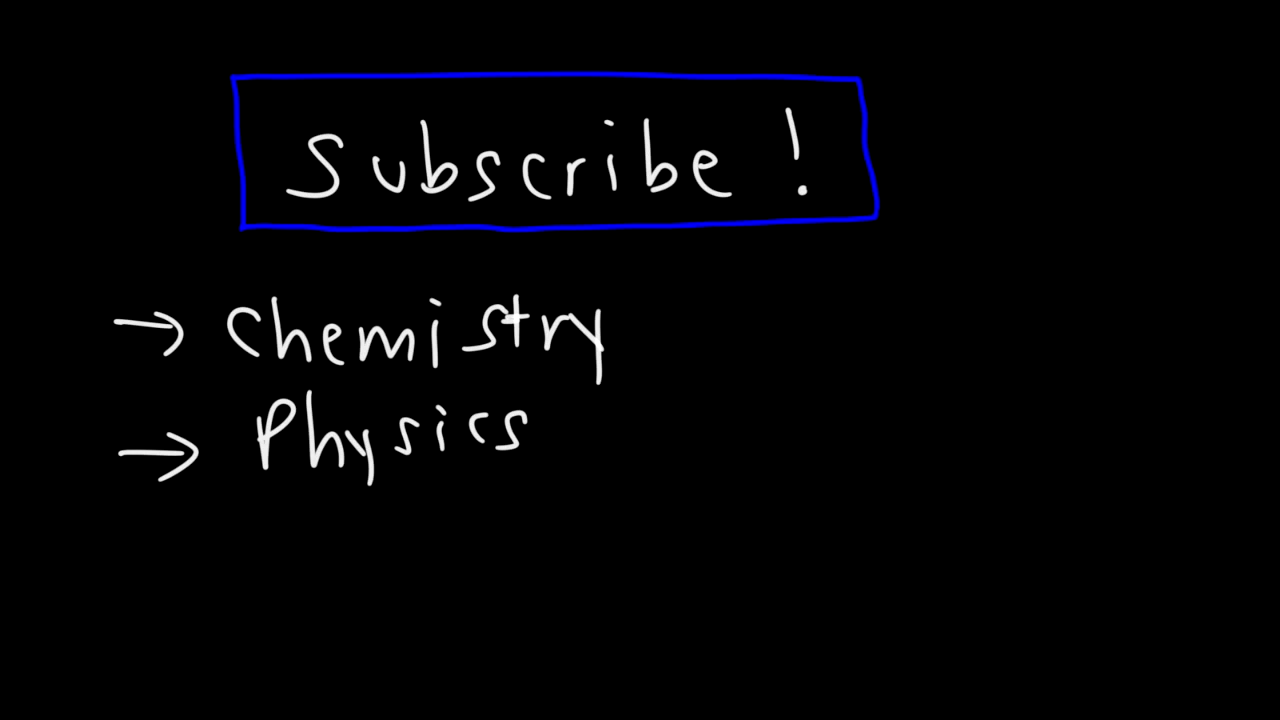 Subscribe !
→ Chemistry
→ Physics